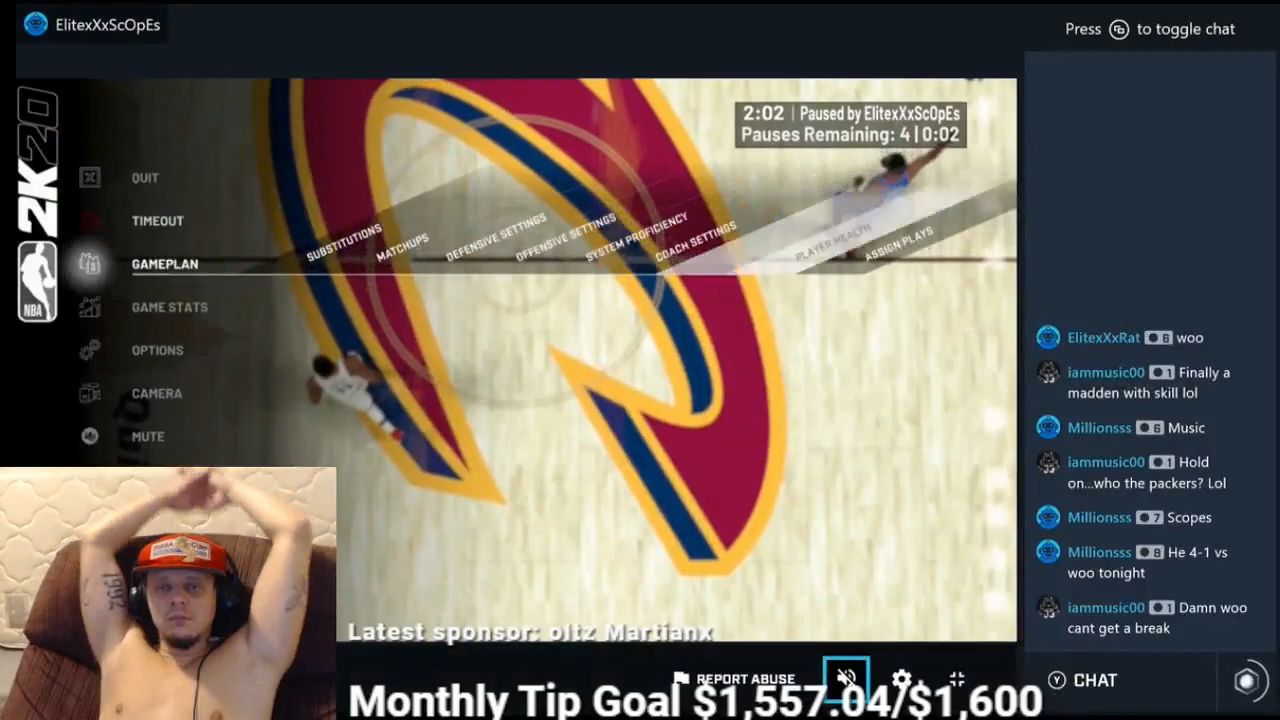 ElitexXxScOpEs
Press to toggle chat
NBA 2K20
2:02 | Paused by ElitexXxScOpEs
Pauses Remaining: 4 | 0:02
QUIT
TIMEOUT
GAMEPLAN
GAME STATS
OPTIONS
CAMERA
MUTE
SUBSTITUTIONS
MATCHUPS
DEFENSIVE SETTINGS
OFFENSIVE SETTINGS
SYSTEM PROFICIENCY
COACH SETTINGS
PLAYER HEALTH
ASSIGN PLAYS
ElitexXxRat 6 woo
iammusic00 1 Finally a
madden with skill lol
Millionsss 6 Music
iammusic00 1 Hold
on...who the packers? Lol
Millionsss 7 Scopes
Millionsss 8 He 4-1 vs
woo tonight
iammusic00 1 Damn woo
cant get a break
1992
Latest sponsor: oltz Martianx
REPORT ABUSE
Monthly Tip Goal $1,557.04/$1,600
Y CHAT